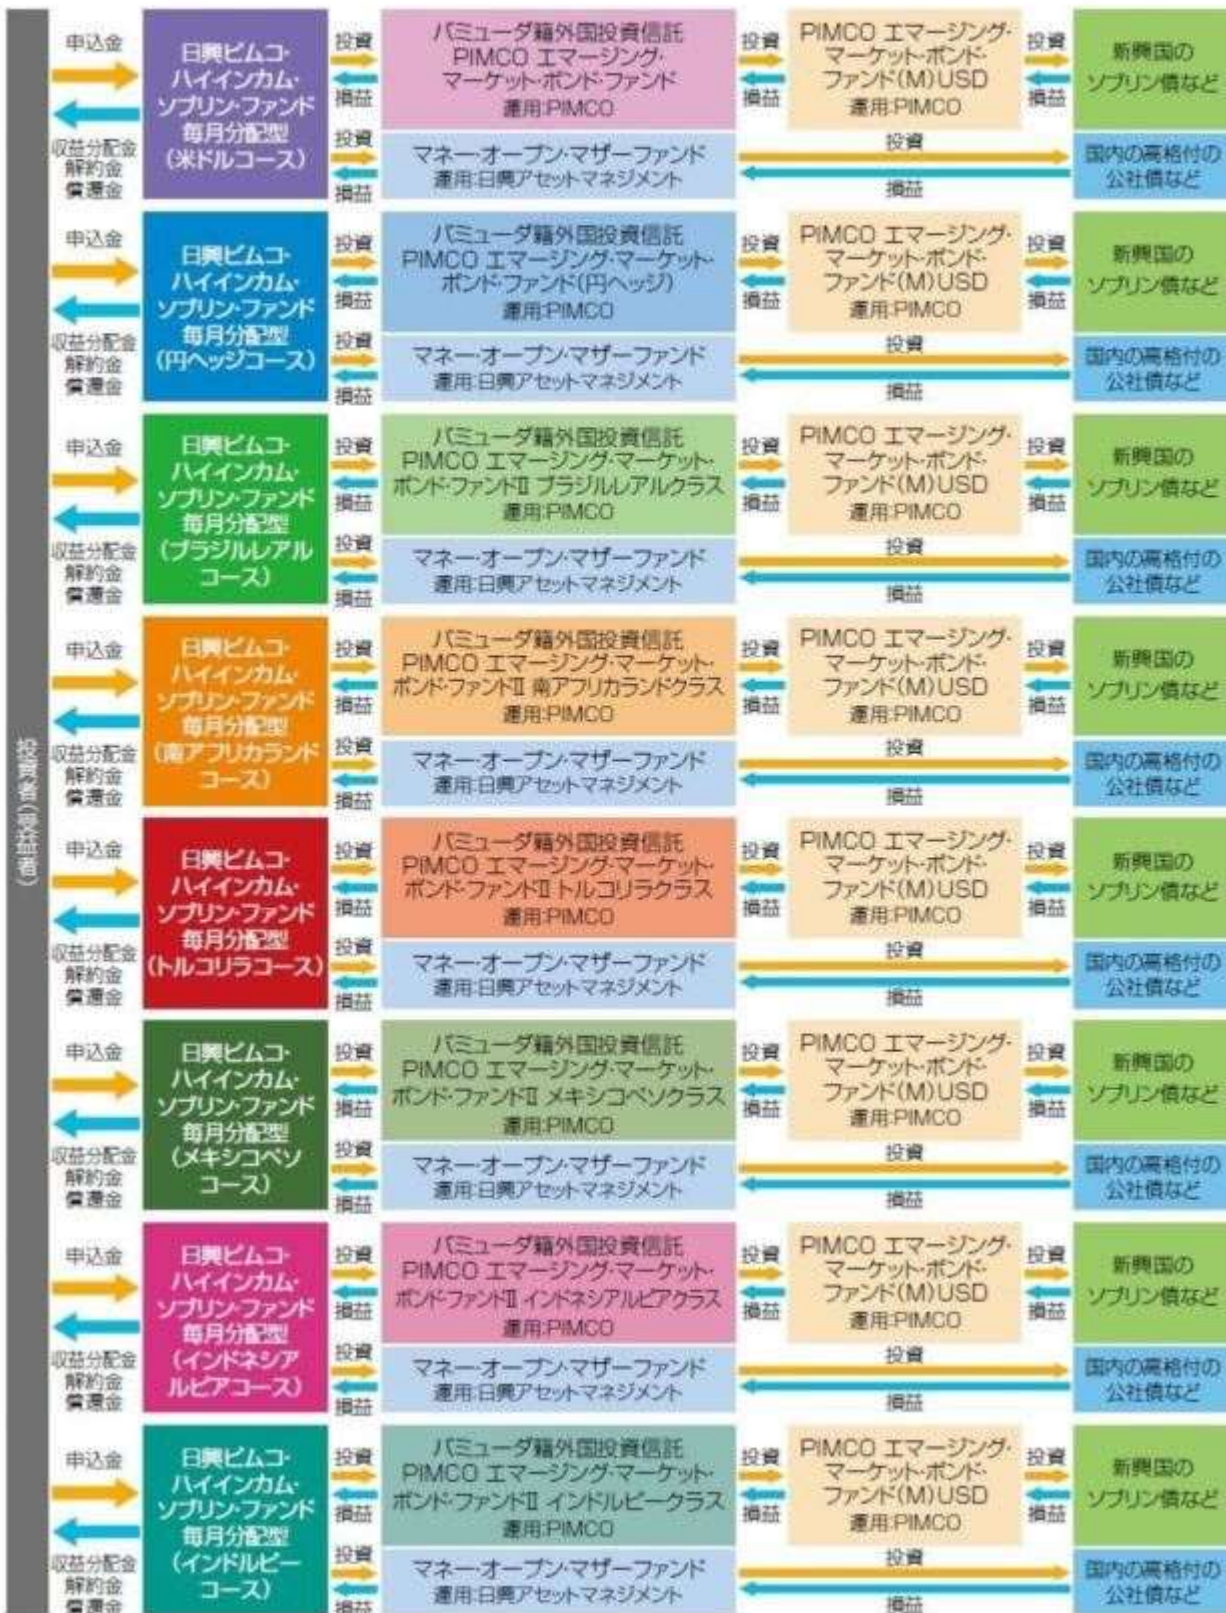 投資者(受益者)
申込金
収益分配金
解約金
償還金
日興ピムコ・
ハイインカム・
ソブリン・ファンド
毎月分配型
(米ドルコース)
投資
損益
投資
損益
バミューダ籍外国投資信託
PIMCO エマージング・
マーケット・ボンド・ファンド
運用:PIMCO
マネー・オープン・マザーファンド
運用:日興アセットマネジメント
投資
損益
PIMCO エマージング・
マーケット・ボンド・
ファンド(M)USD
運用:PIMCO
投資
損益
投資
損益
新興国の
ソブリン債など
国内の高格付の
公社債など
申込金
収益分配金
解約金
償還金
日興ピムコ・
ハイインカム・
ソブリン・ファンド
毎月分配型
(円ヘッジコース)
投資
損益
投資
損益
バミューダ籍外国投資信託
PIMCO エマージング・マーケット・
ボンド・ファンド(円ヘッジ)
運用:PIMCO
マネー・オープン・マザーファンド
運用:日興アセットマネジメント
投資
損益
PIMCO エマージング・
マーケット・ボンド・
ファンド(M)USD
運用:PIMCO
投資
損益
投資
損益
新興国の
ソブリン債など
国内の高格付の
公社債など
申込金
収益分配金
解約金
償還金
日興ピムコ・
ハイインカム・
ソブリン・ファンド
毎月分配型
(ブラジルレアル
コース)
投資
損益
投資
損益
バミューダ籍外国投資信託
PIMCO エマージング・マーケット・
ボンド・ファンドⅡ ブラジルレアルクラス
運用:PIMCO
マネー・オープン・マザーファンド
運用:日興アセットマネジメント
投資
損益
PIMCO エマージング・
マーケット・ボンド・
ファンド(M)USD
運用:PIMCO
投資
損益
投資
損益
新興国の
ソブリン債など
国内の高格付の
公社債など
申込金
収益分配金
解約金
償還金
日興ピムコ・
ハイインカム・
ソブリン・ファンド
毎月分配型
(南アフリカランド
コース)
投資
損益
投資
損益
バミューダ籍外国投資信託
PIMCO エマージング・マーケット・
ボンド・ファンドⅡ 南アフリカランドクラス
運用:PIMCO
マネー・オープン・マザーファンド
運用:日興アセットマネジメント
投資
損益
PIMCO エマージング・
マーケット・ボンド・
ファンド(M)USD
運用:PIMCO
投資
損益
投資
損益
新興国の
ソブリン債など
国内の高格付の
公社債など
申込金
収益分配金
解約金
償還金
日興ピムコ・
ハイインカム・
ソブリン・ファンド
毎月分配型
(トルコリラコース)
投資
損益
投資
損益
バミューダ籍外国投資信託
PIMCO エマージング・マーケット・
ボンド・ファンドⅡ トルコリラクラス
運用:PIMCO
マネー・オープン・マザーファンド
運用:日興アセットマネジメント
投資
損益
PIMCO エマージング・
マーケット・ボンド・
ファンド(M)USD
運用:PIMCO
投資
損益
投資
損益
新興国の
ソブリン債など
国内の高格付の
公社債など
申込金
収益分配金
解約金
償還金
日興ピムコ・
ハイインカム・
ソブリン・ファンド
毎月分配型
(メキシコペソ
コース)
投資
損益
投資
損益
バミューダ籍外国投資信託
PIMCO エマージング・マーケット・
ボンド・ファンドⅡ メキシコペソクラス
運用:PIMCO
マネー・オープン・マザーファンド
運用:日興アセットマネジメント
投資
損益
PIMCO エマージング・
マーケット・ボンド・
ファンド(M)USD
運用:PIMCO
投資
損益
投資
損益
新興国の
ソブリン債など
国内の高格付の
公社債など
申込金
収益分配金
解約金
償還金
日興ピムコ・
ハイインカム・
ソブリン・ファンド
毎月分配型
(インドネシア
ルピアコース)
投資
損益
投資
損益
バミューダ籍外国投資信託
PIMCO エマージング・マーケット・
ボンド・ファンドⅡ インドネシアルピアクラス
運用:PIMCO
マネー・オープン・マザーファンド
運用:日興アセットマネジメント
投資
損益
PIMCO エマージング・
マーケット・ボンド・
ファンド(M)USD
運用:PIMCO
投資
損益
投資
損益
新興国の
ソブリン債など
国内の高格付の
公社債など
申込金
収益分配金
解約金
償還金
日興ピムコ・
ハイインカム・
ソブリン・ファンド
毎月分配型
(インドルピー
コース)
投資
損益
投資
損益
バミューダ籍外国投資信託
PIMCO エマージング・マーケット・
ボンド・ファンドⅡ インドルピークラス
運用:PIMCO
マネー・オープン・マザーファンド
運用:日興アセットマネジメント
投資
損益
PIMCO エマージング・
マーケット・ボンド・
ファンド(M)USD
運用:PIMCO
投資
損益
投資
損益
新興国の
ソブリン債など
国内の高格付の
公社債など